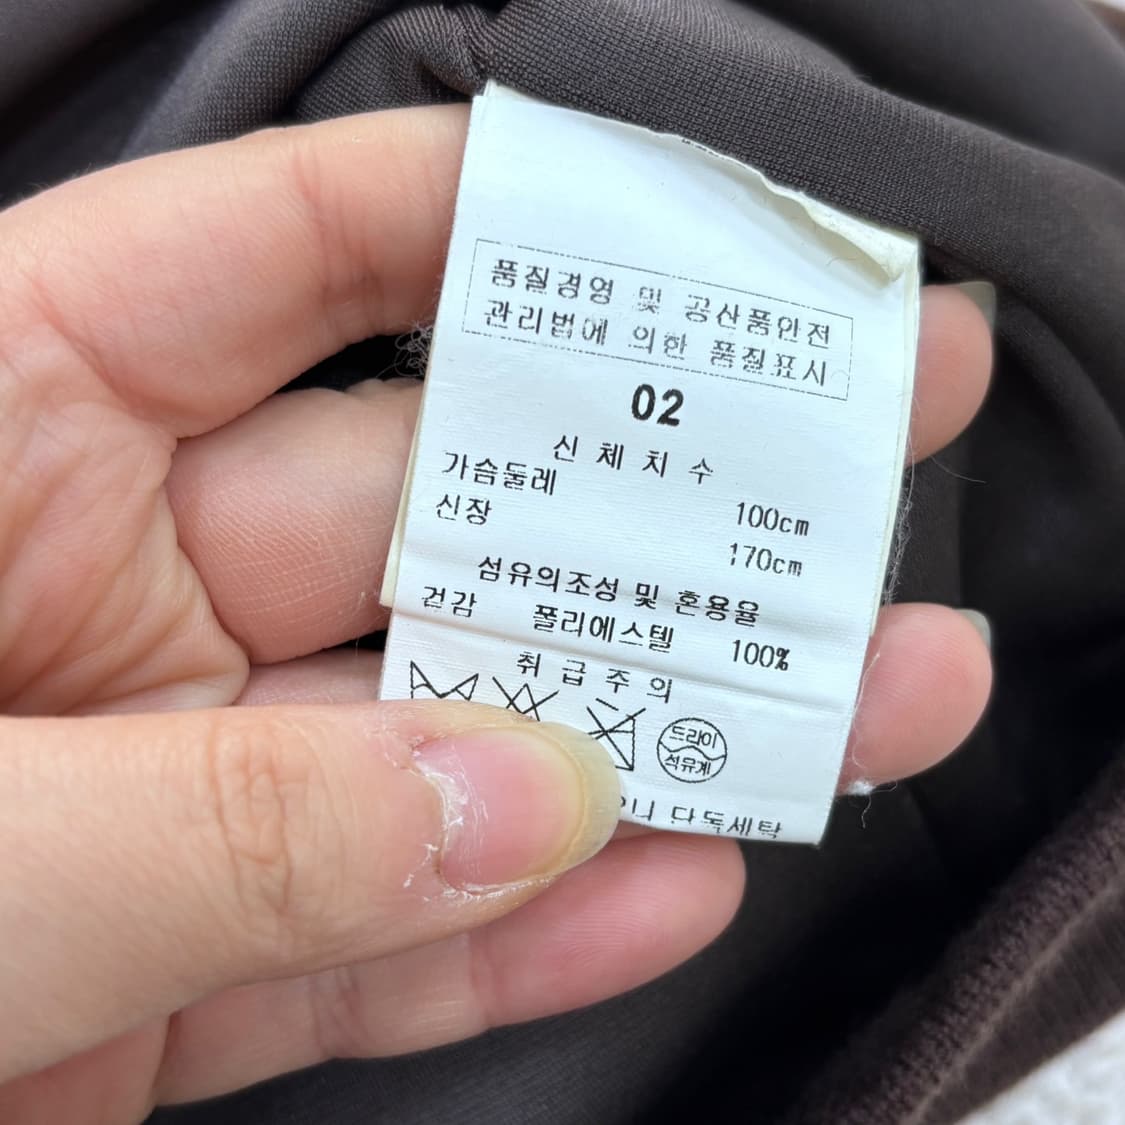 품질경영 및 공산품안전
관리법에 의한 품질표시
02
신체치수
가슴둘레 100cm
신장 170cm
섬유의조성 및 혼용율
겉감 폴리에스텔 100%
취급주의
드라이
석유계
단독세탁